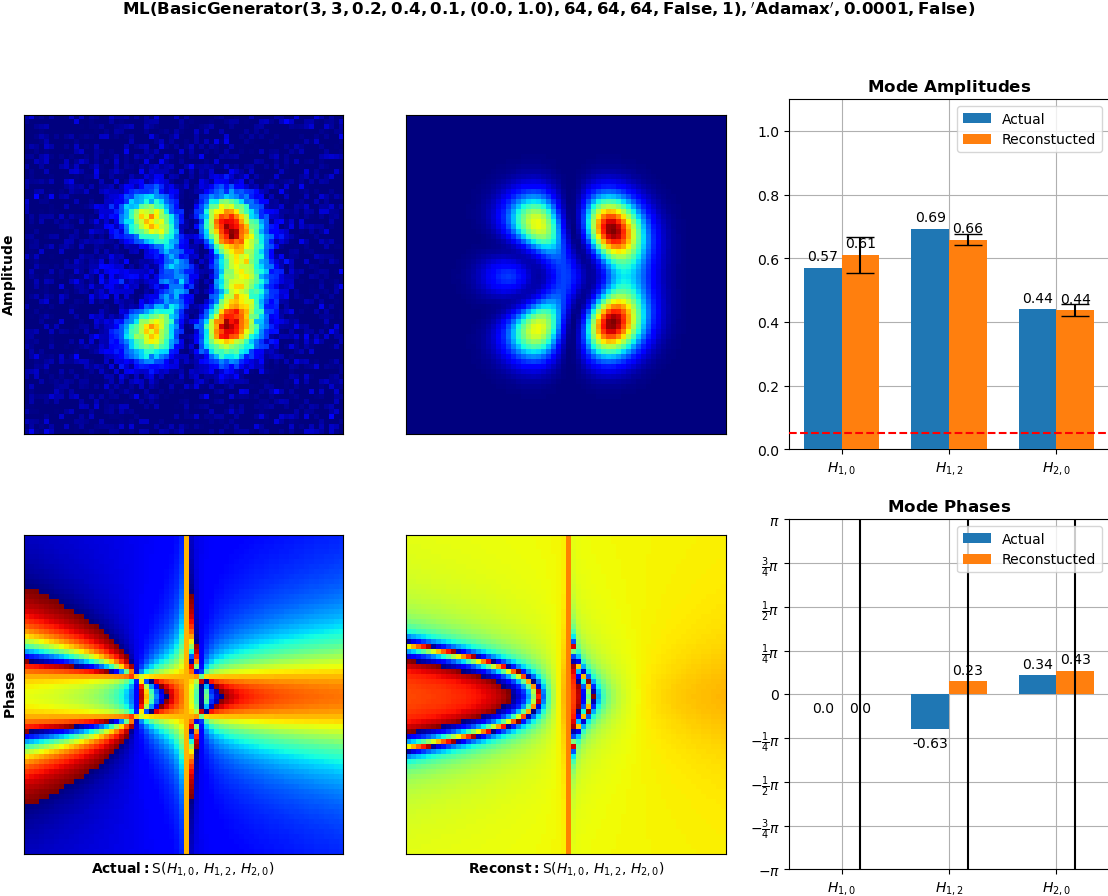 ML(BasicGenerator(3, 3, 0.2, 0.4, 0.1, (0.0, 1.0), 64, 64, 64, False, 1), 'Adamax', 0.0001, False)
Amplitude
Mode Amplitudes
Actual
Reconstucted
1.0
0.8
0.6
0.4
0.2
0.0
0.57
0.61
0.69
0.66
0.44
0.44
H1,0
H1,2
H2,0
Phase
Actual: S(H1,0, H1,2, H2,0)
Reconst: S(H1,0, H1,2, H2,0)
Mode Phases
Actual
Reconstucted
π
3/4π
1/2π
1/4π
0
−1/4π
−1/2π
−3/4π
−π
0.0
0.0
-0.63
0.23
0.34
0.43
H1,0
H1,2
H2,0